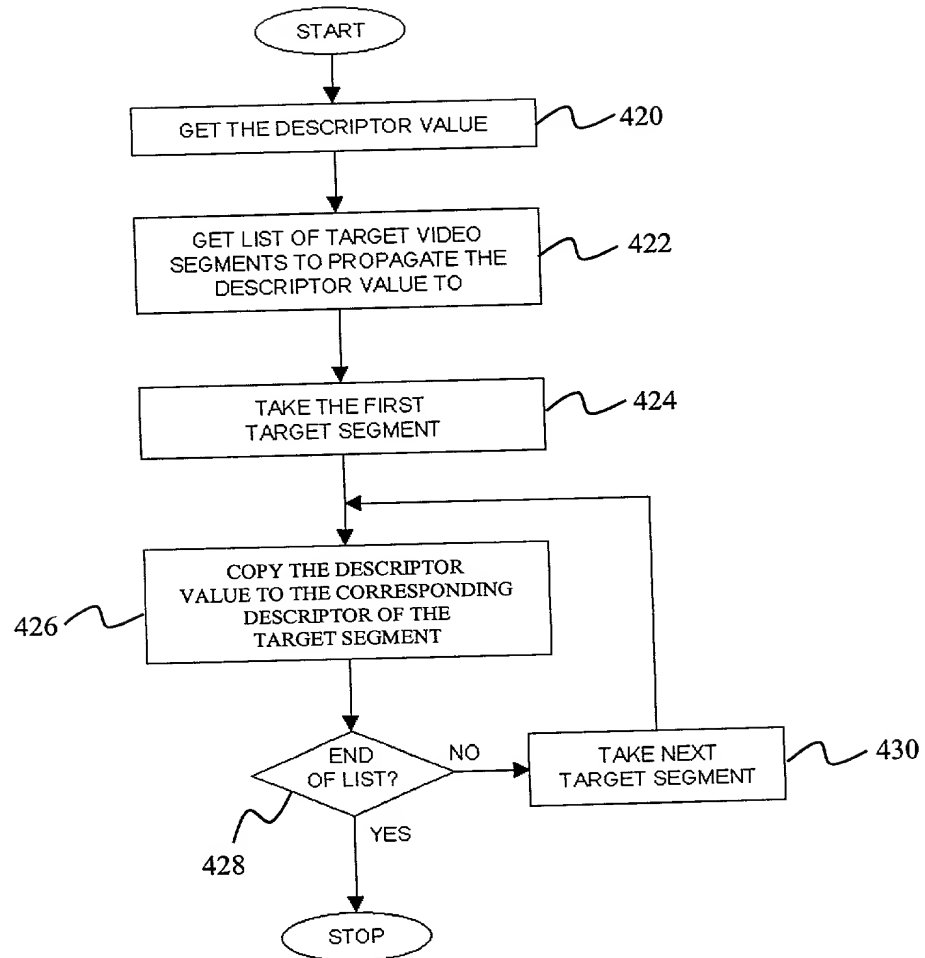 START
GET THE DESCRIPTOR VALUE
420
GET LIST OF TARGET VIDEO
SEGMENTS TO PROPAGATE THE
DESCRIPTOR VALUE TO
422
TAKE THE FIRST
TARGET SEGMENT
424
COPY THE DESCRIPTOR
VALUE TO THE CORRESPONDING
DESCRIPTOR OF THE
TARGET SEGMENT
426
END
OF LIST?
NO
TAKE NEXT
TARGET SEGMENT
430
428
YES
STOP